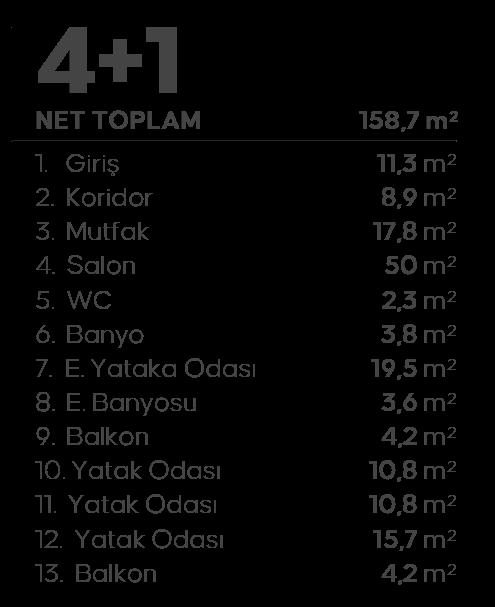 4+1
NET TOPLAM 158,7 m²
1. Giriş 11,3 m²
2. Koridor 8,9 m²
3. Mutfak 17,8 m²
4. Salon 50 m²
5. WC 2,3 m²
6. Banyo 3,8 m²
7. E. Yataka Odası 19,5 m²
8. E. Banyosu 3,6 m²
9. Balkon 4,2 m²
10. Yatak Odası 10,8 m²
11. Yatak Odası 10,8 m²
12. Yatak Odası 15,7 m²
13. Balkon 4,2 m²